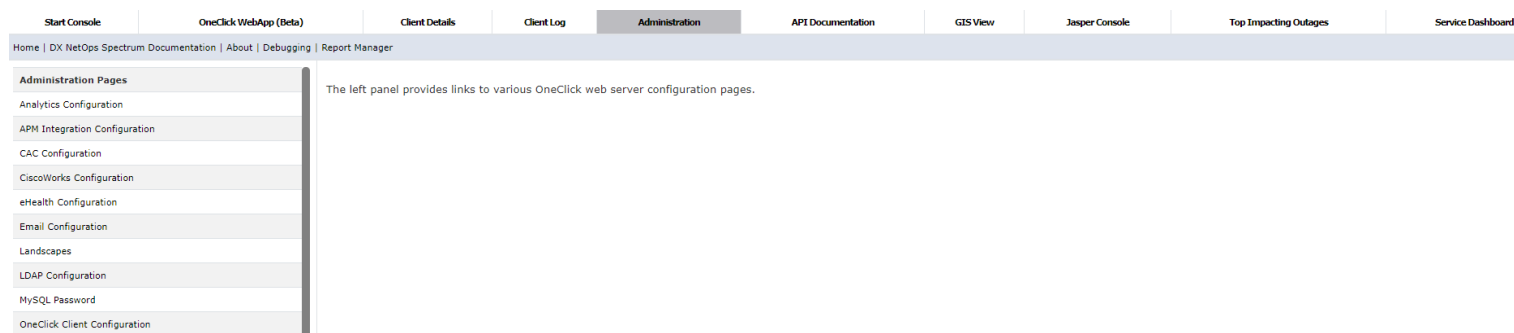 Start Console OneClick WebApp (Beta) Client Details Client Log Administration API Documentation GIS View Jasper Console Top Impacting Outages Service Dashboard
Home | DX NetOps Spectrum Documentation | About | Debugging | Report Manager
Administration Pages
The left panel provides links to various OneClick web server configuration pages.
Analytics Configuration
APM Integration Configuration
CAC Configuration
CiscoWorks Configuration
eHealth Configuration
Email Configuration
Landscapes
LDAP Configuration
MySQL Password
OneClick Client Configuration